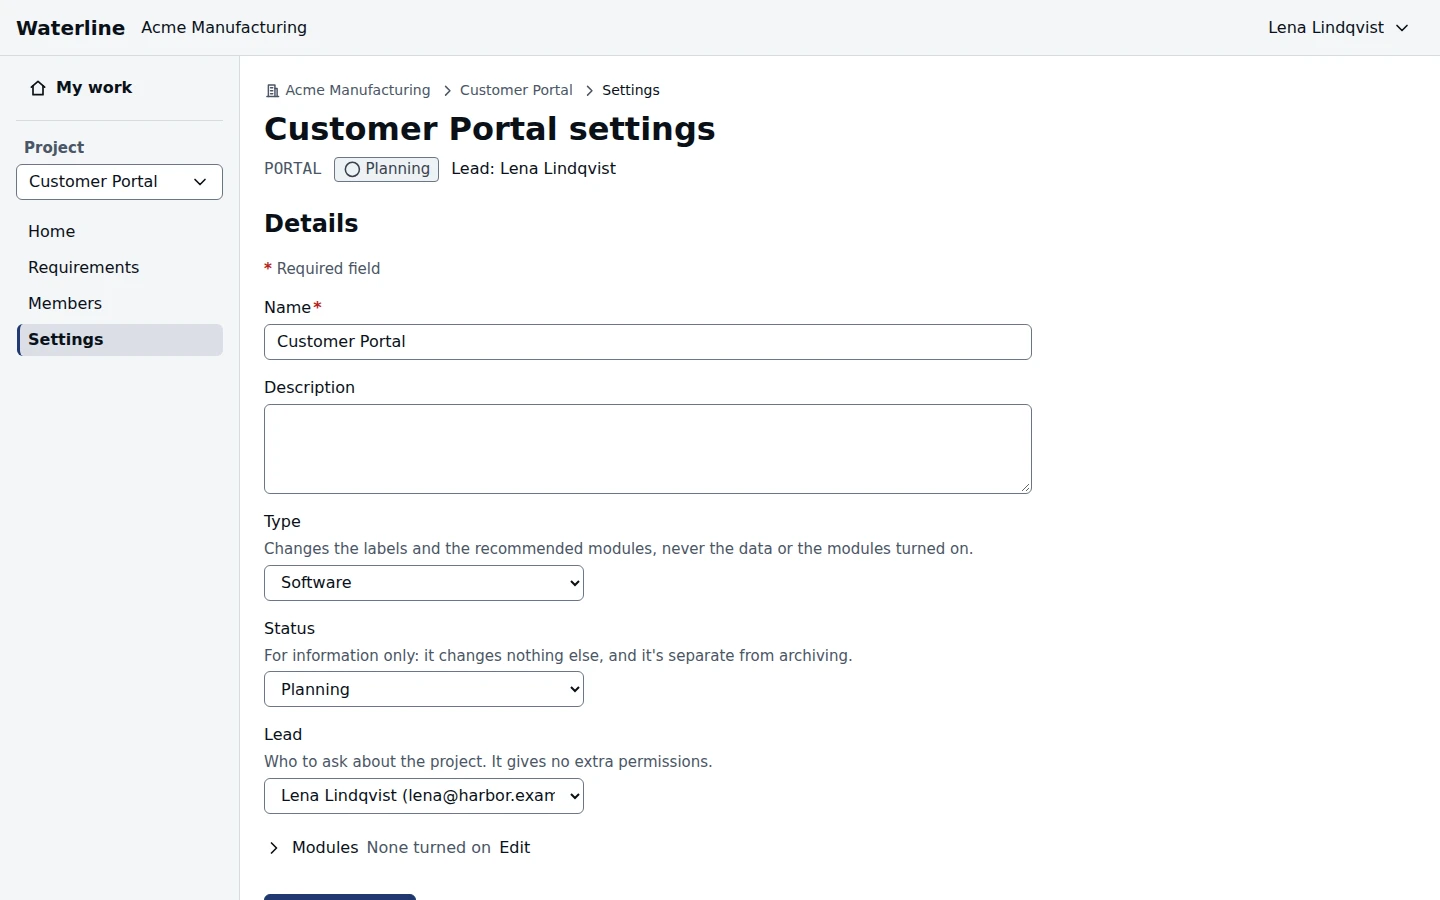 Waterline Acme Manufacturing Lena Lindqvist
My work
Project
Customer Portal
Home
Requirements
Members
Settings
Acme Manufacturing Customer Portal Settings
Customer Portal settings
PORTAL Planning Lead: Lena Lindqvist
Details
* Required field
Name*
Customer Portal
Description
Type
Changes the labels and the recommended modules, never the data or the modules turned on.
Software
Status
For information only: it changes nothing else, and it's separate from archiving.
Planning
Lead
Who to ask about the project. It gives no extra permissions.
Lena Lindqvist (lena@harbor.exam
Modules None turned on Edit